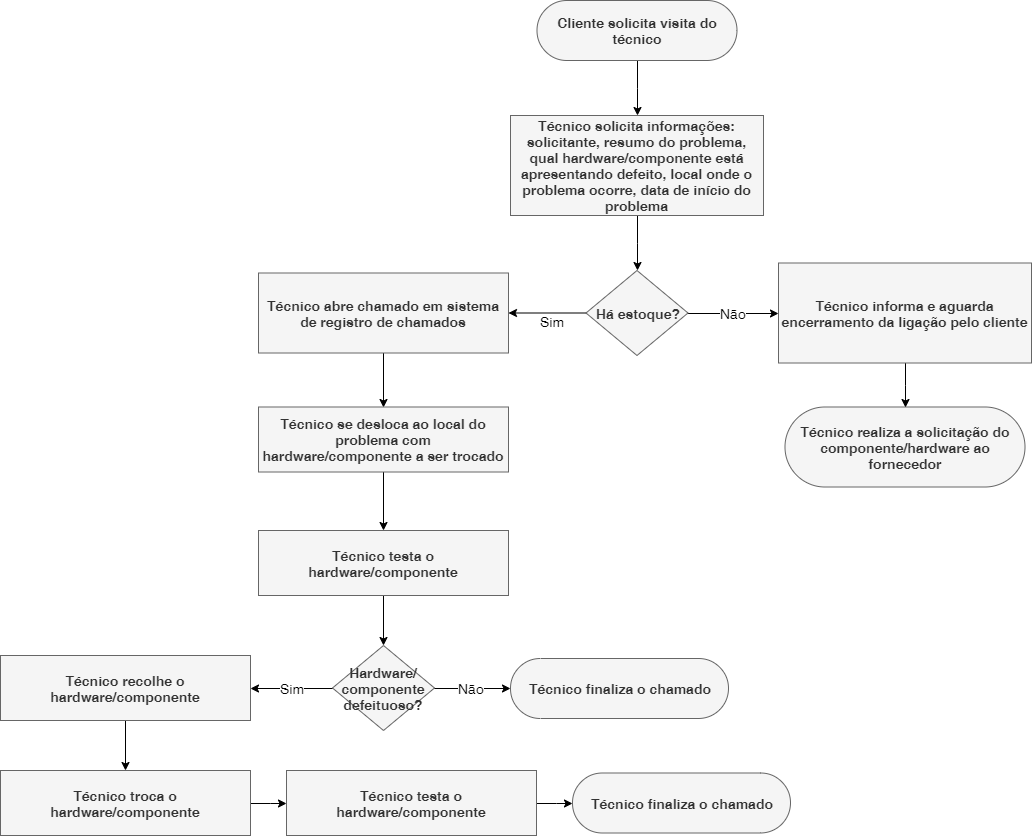 Cliente solicita visita do
técnico
Técnico solicita informações:
solicitante, resumo do problema,
qual hardware/componente está
apresentando defeito, local onde o
problema ocorre, data de início do
problema
Técnico abre chamado em sistema
de registro de chamados
Sim
Há estoque?
Não
Técnico informa e aguarda
encerramento da ligação pelo cliente
Técnico se desloca ao local do
problema com
hardware/componente a ser trocado
Técnico realiza a solicitação do
componente/hardware ao
fornecedor
Técnico testa o
hardware/componente
Técnico recolhe o
hardware/componente
Sim
Hardware/
componente
defeituoso?
Não
Técnico finaliza o chamado
Técnico troca o
hardware/componente
Técnico testa o
hardware/componente
Técnico finaliza o chamado